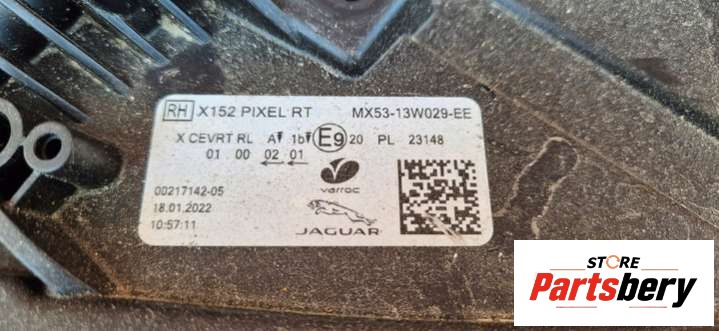 RH X152 PIXEL RT MX53-13W029-EE
X CEVRT RL A 1b E9 20 PL 23148
01 00 02 01
00217142-05
18.01.2022
10:57:11
varroc
JAGUAR
STORE
Partsbery